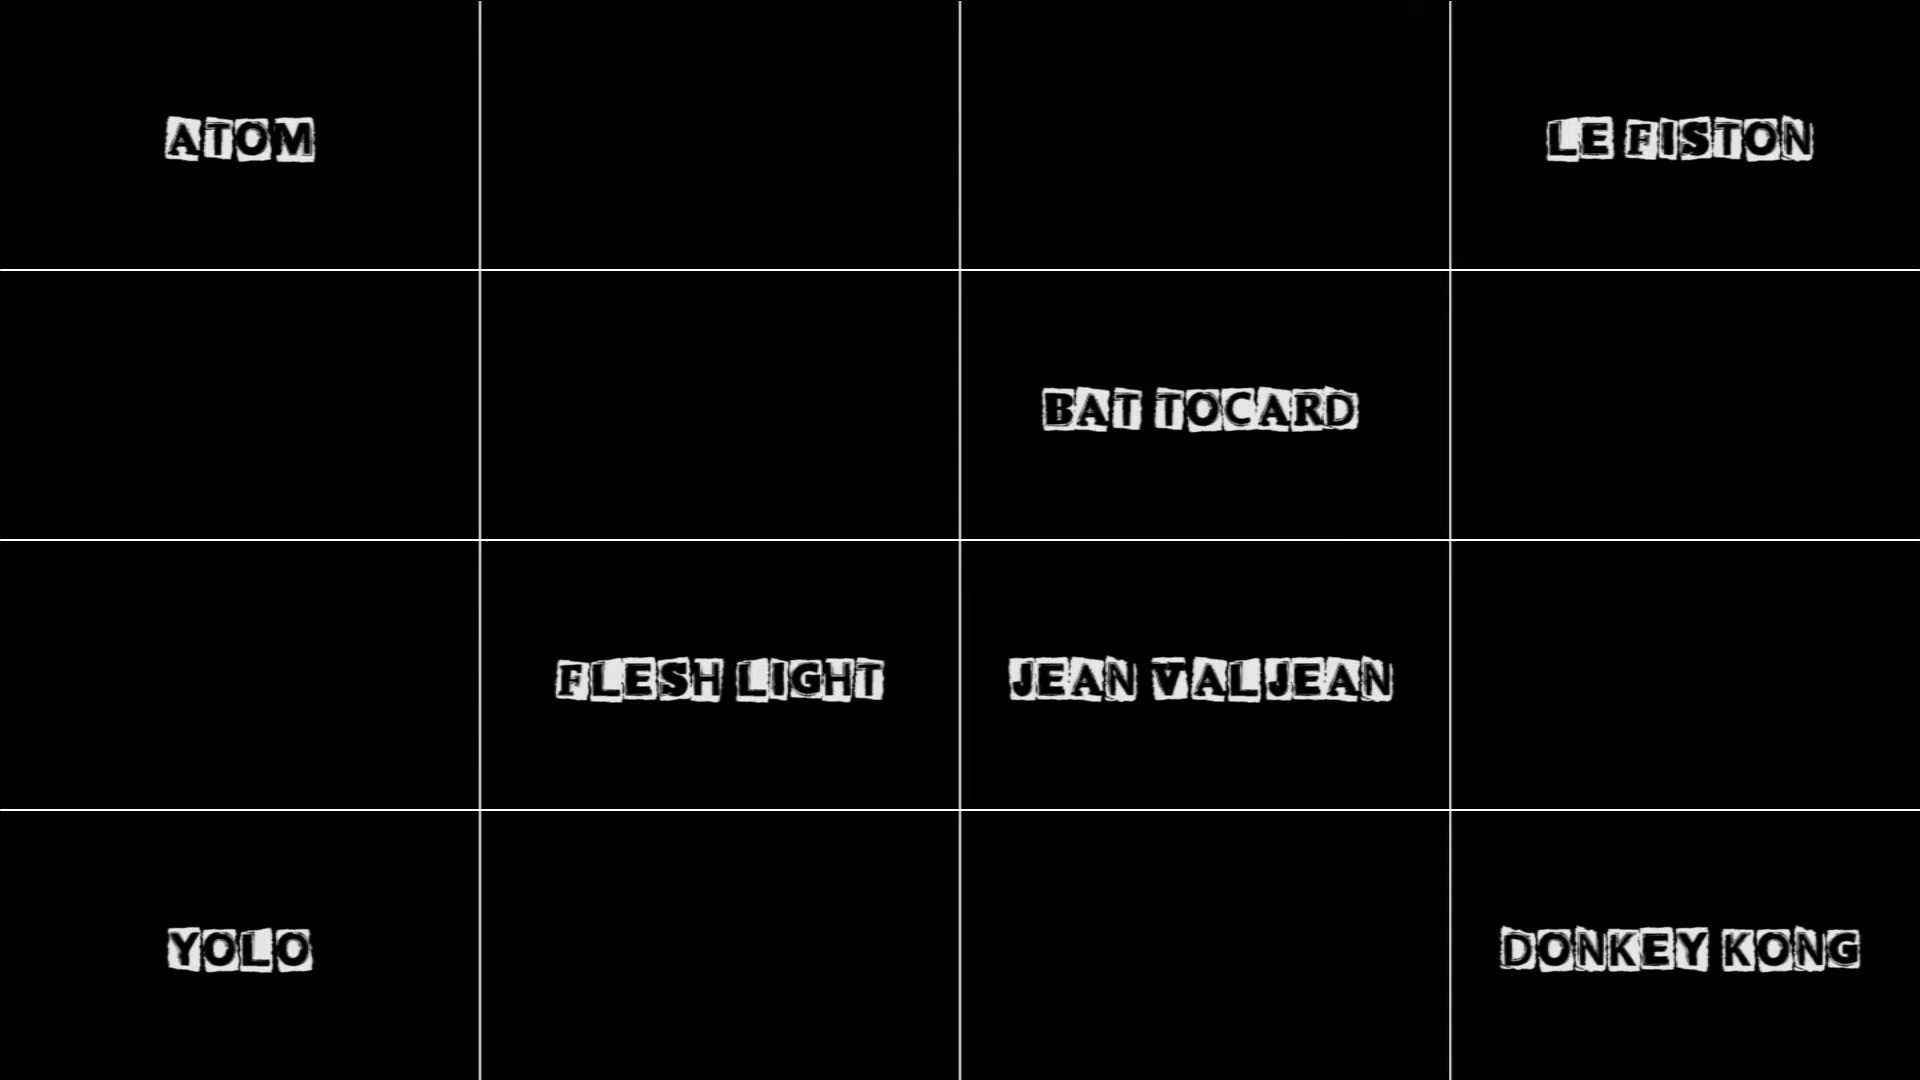 ATOM
LE FISTON
BAT TOCARD
FLESH LIGHT
JEAN VALJEAN
YOLO
DONKEY KONG